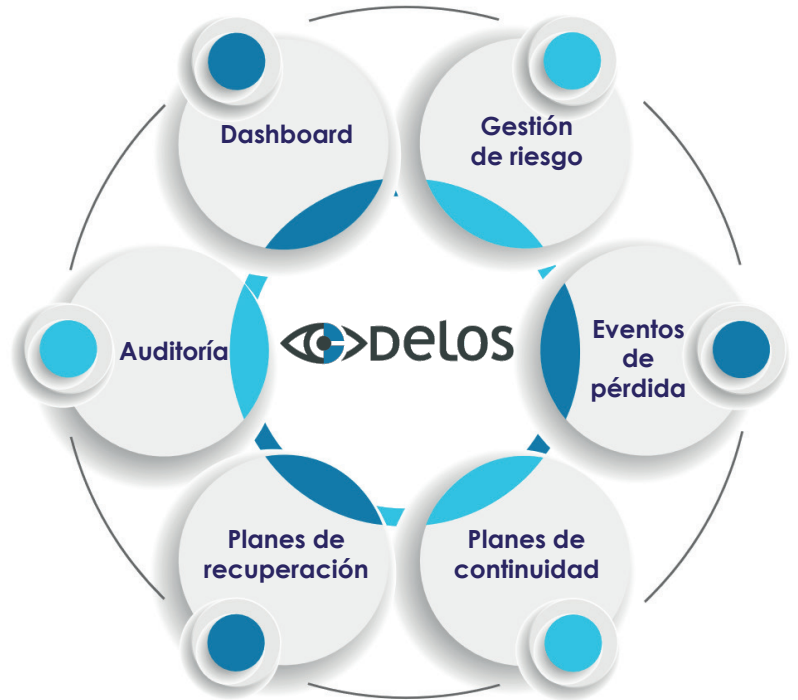 Dashboard
Gestión
de riesgo
Auditoría
DELOS
Eventos
de
pérdida
Planes de
recuperación
Planes de
continuidad